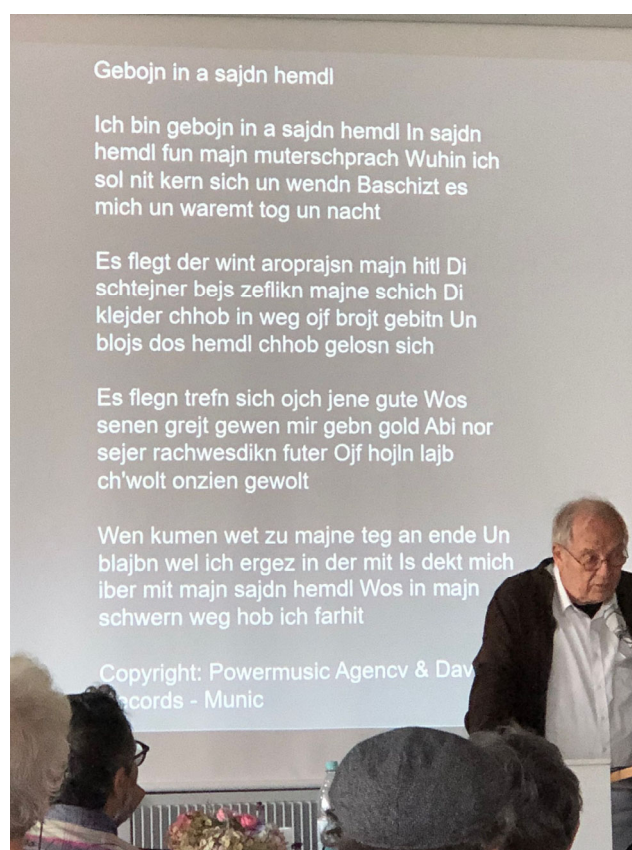 Gebojn in a sajdn hemdl
Ich bin gebojn in a sajdn hemdl In sajdn
hemdl fun majn muterschprach Wuhin ich
sol nit kern sich un wendn Baschizt es
mich un waremt tog un nacht
Es flegt der wint aroprajsn majn hitl Di
schtejner bejs zeflikn majne schich Di
klejder chhob in weg ojf brojt gebitn Un
blojs dos hemdl chhob gelosn sich
Es flegn trefn sich ojch jene gute Wos
senen grejt gewen mir gebn gold Abi nor
sejer rachwesdikn futer Ojf hojln lajb
ch'wolt onzien gewolt
Wen kumen wet zu majne teg an ende Un
blajbn wel ich ergez in der mit Is dekt mich
iber mit majn sajdn hemdl Wos in majn
schwern weg hob ich farhit
Copyright: Powermusic Agencv & Dav
ecords - Munic